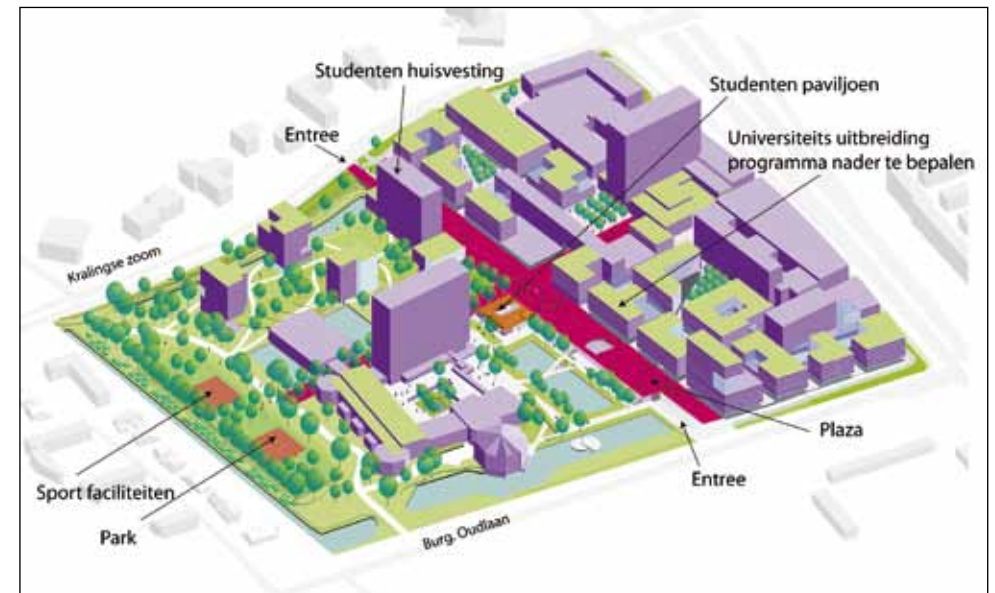 Studenten huisvesting
Studenten paviljoen
Entree
Universiteits uitbreiding
programma nader te bepalen
Kralingse zoom
Plaza
Entree
Sport faciliteiten
Park
Burg. Oudlaan